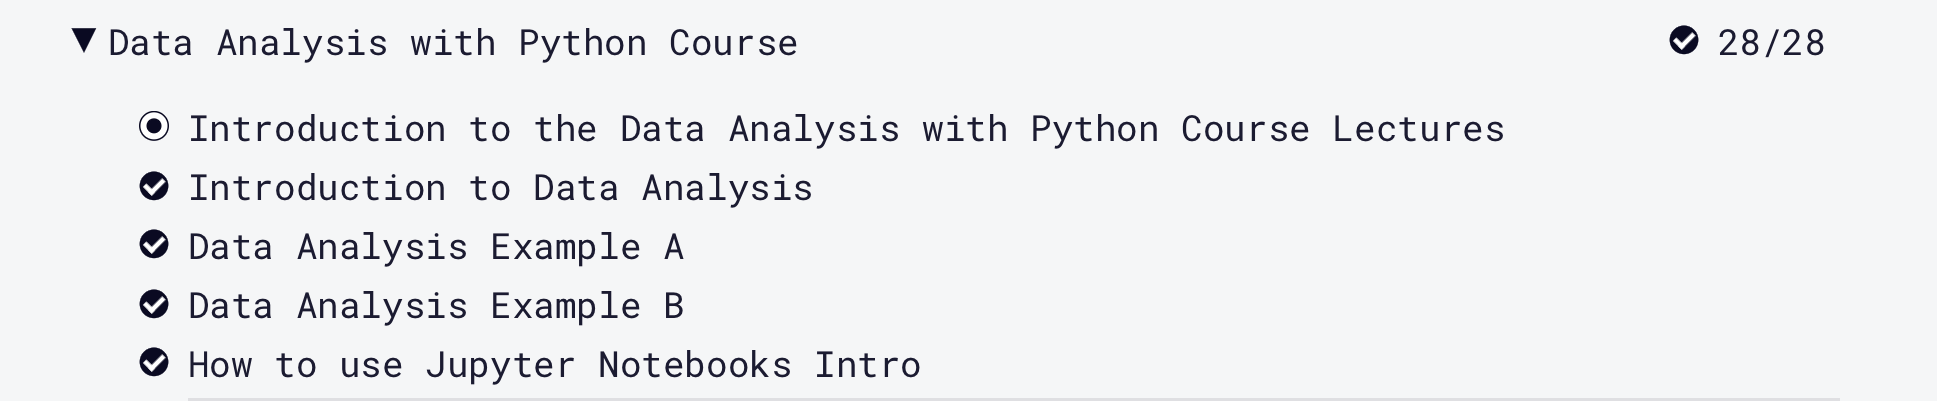 Data Analysis with Python Course 28/28
Introduction to the Data Analysis with Python Course Lectures
Introduction to Data Analysis
Data Analysis Example A
Data Analysis Example B
How to use Jupyter Notebooks Intro